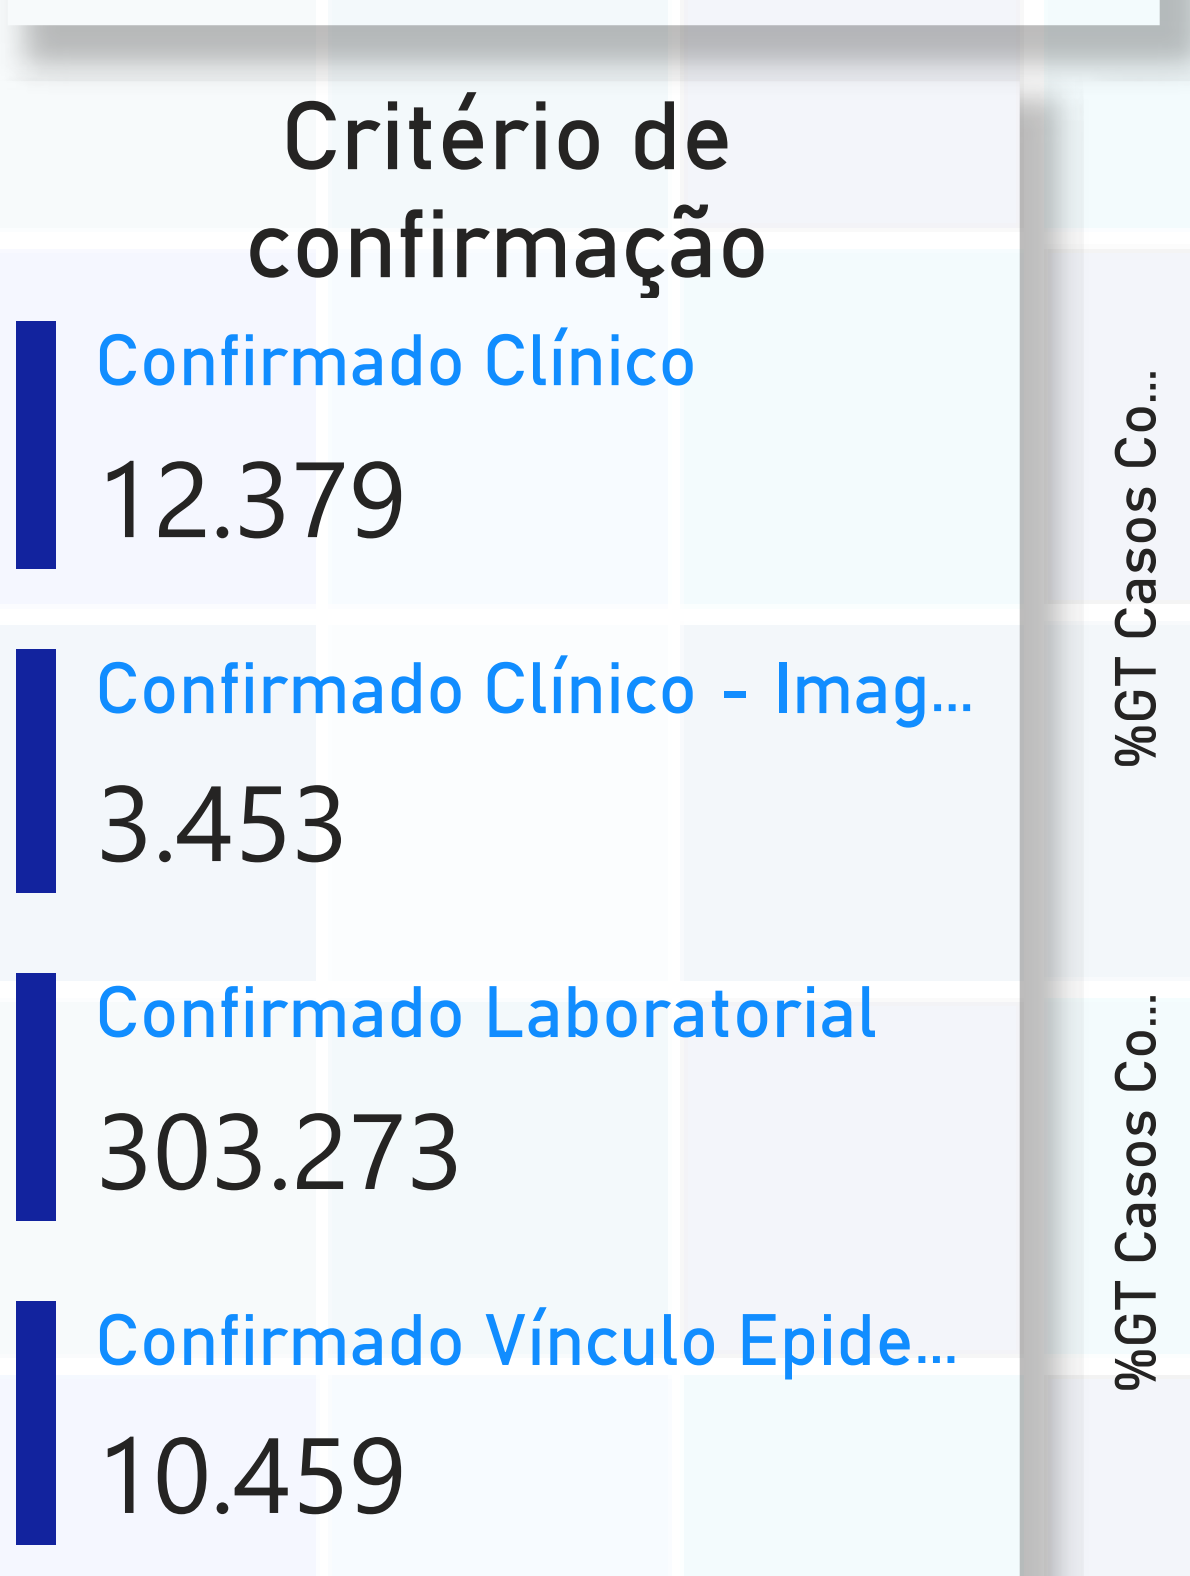 Critério de
confirmação
Confirmado Clínico
12.379
Confirmado Clínico - Imag...
3.453
Confirmado Laboratorial
303.273
Confirmado Vínculo Epide...
10.459
%GT Casos Co...
%GT Casos Co...